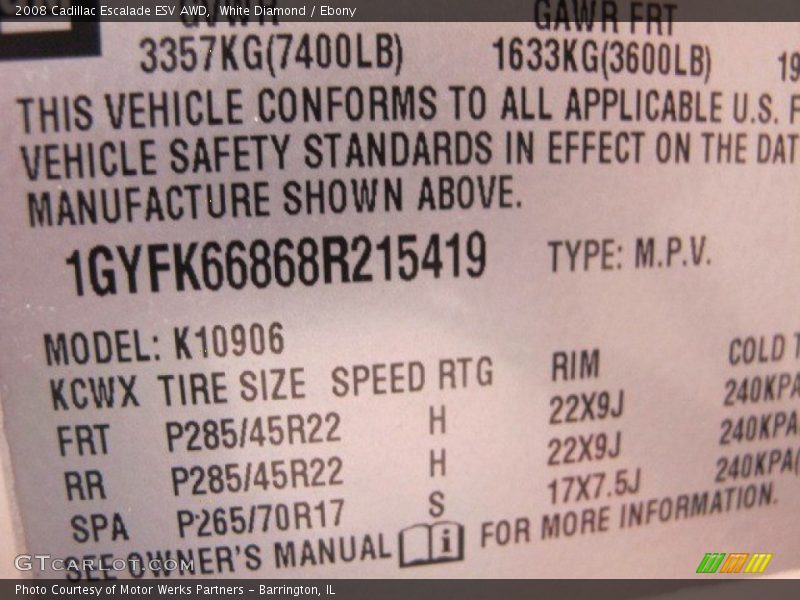 2008 Cadillac Escalade ESV AWD, White Diamond / Ebony
GAWR FRT
3357KG(7400LB) 1633KG(3600LB) 19
THIS VEHICLE CONFORMS TO ALL APPLICABLE U.S. F
VEHICLE SAFETY STANDARDS IN EFFECT ON THE DAT
MANUFACTURE SHOWN ABOVE.
1GYFK66868R215419 TYPE: M.P.V.
MODEL: K10906
KCWX TIRE SIZE SPEED RTG RIM COLD T
FRT P285/45R22 H 22X9J 240KPA
RR P285/45R22 H 22X9J 240KPA
SPA P265/70R17 S 17X7.5J 240KPA(
SEE OWNER'S MANUAL i FOR MORE INFORMATION.
GTcarlot.com
Photo Courtesy of Motor Werks Partners - Barrington, IL